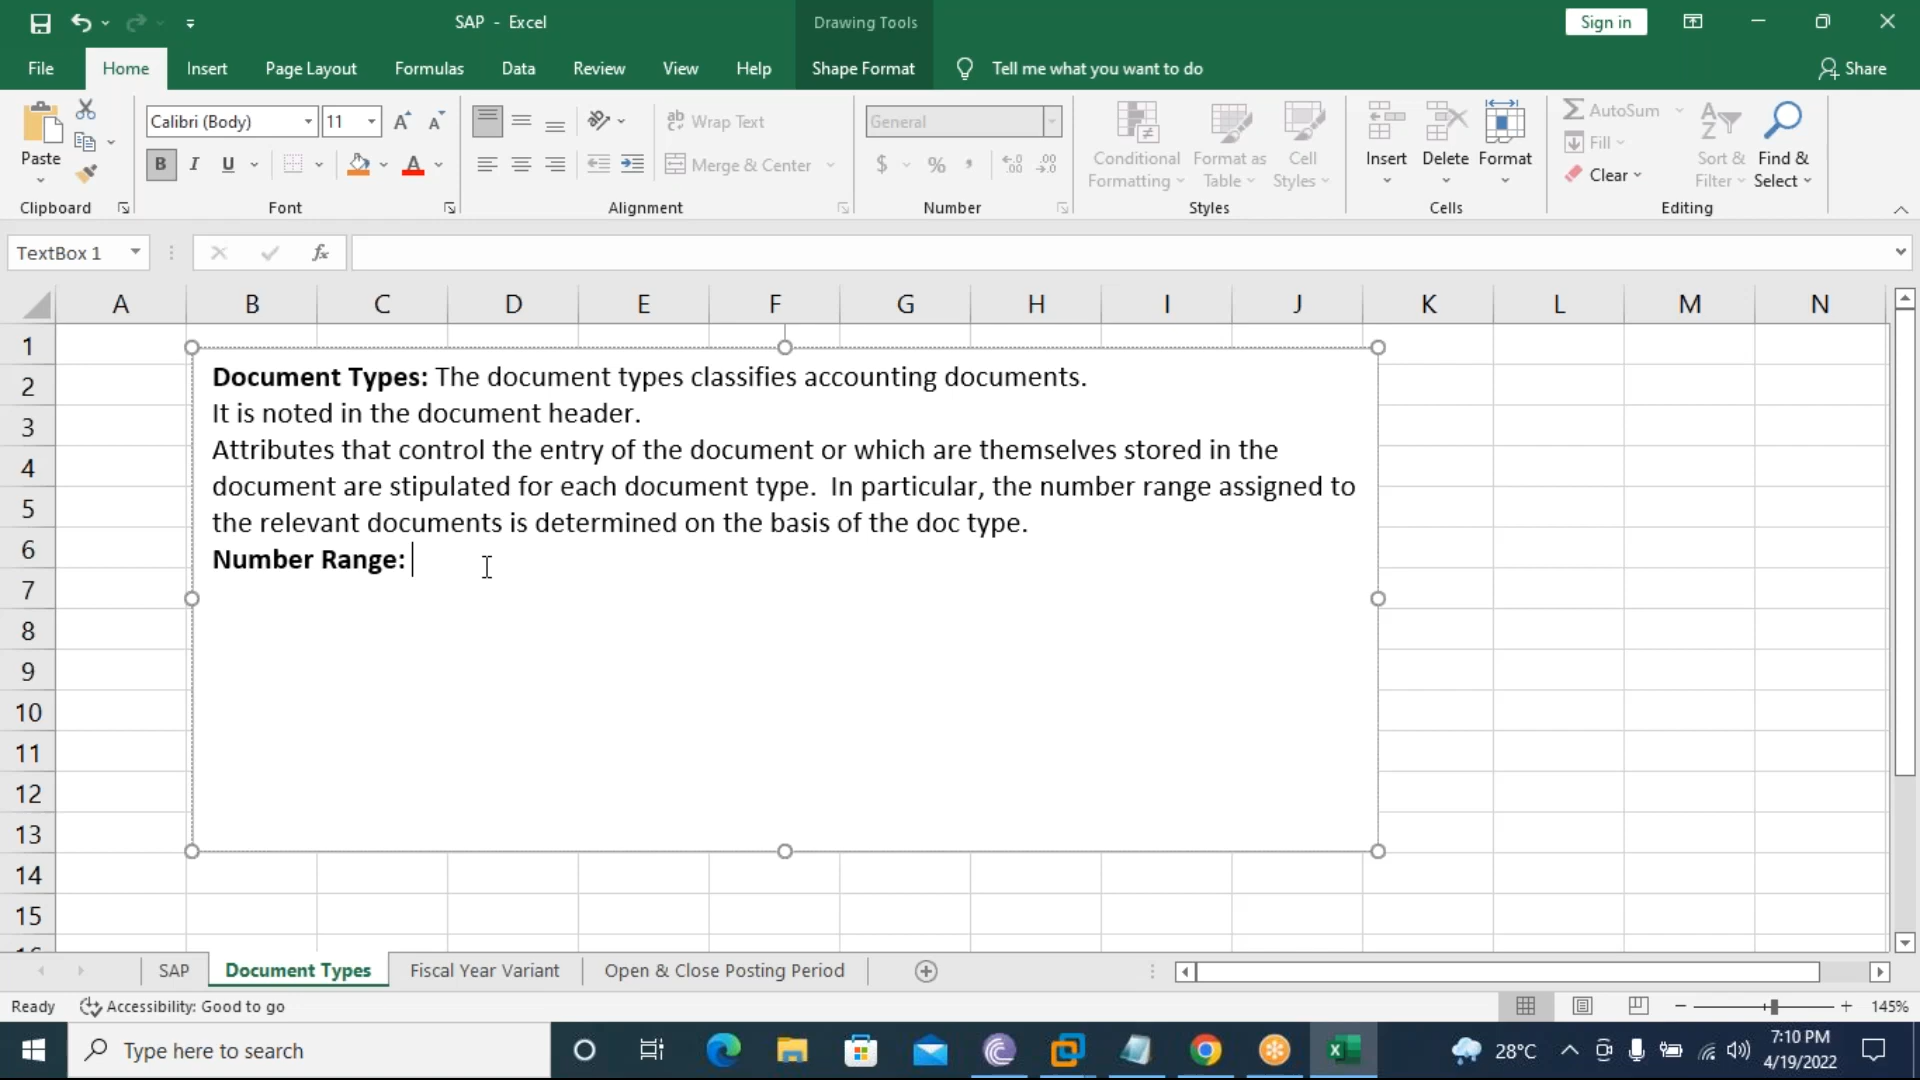 SAP - Excel
Drawing Tools
Sign in
File
Home
Insert
Page Layout
Formulas
Data
Review
View
Help
Shape Format
Tell me what you want to do
Share
Paste
Clipboard
Calibri (Body)
11
A A
B I U
A
Font
ab Wrap Text
Merge & Center
Alignment
General
$ % ,
Number
Conditional Formatting
Format as Table
Cell Styles
Styles
Insert
Delete
Format
Cells
AutoSum
Fill
Clear
Sort & Filter
Find & Select
Editing
TextBox 1
fx
A B C D E F G H I J K L M N
1
2
3
4
5
6
7
8
9
10
11
12
13
14
15
Document Types: The document types classifies accounting documents.
It is noted in the document header.
Attributes that control the entry of the document or which are themselves stored in the
document are stipulated for each document type.  In particular, the number range assigned to
the relevant documents is determined on the basis of the doc type.
Number Range:
SAP
Document Types
Fiscal Year Variant
Open & Close Posting Period
Ready
Accessibility: Good to go
145%
Type here to search
28°C
7:10 PM
4/19/2022